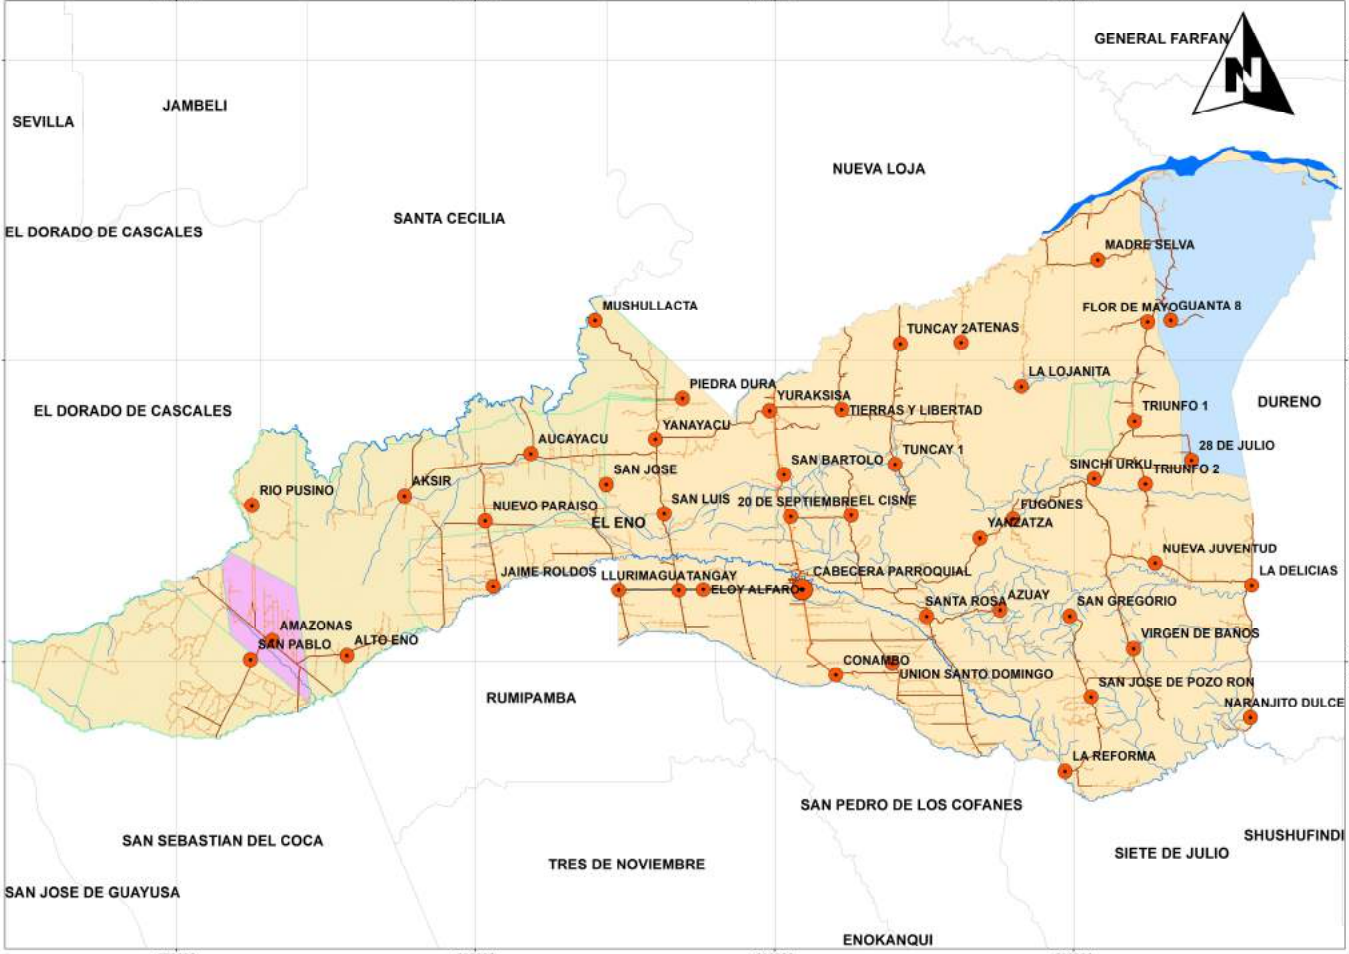 GENERAL FARFAN
N
JAMBELI
SEVILLA
NUEVA LOJA
SANTA CECILIA
EL DORADO DE CASCALES
MADRE SELVA
MUSHULLACTA
FLOR DE MAYO
GUANTA 8
TUNCAY 2
ATENAS
LA LOJANITA
PIEDRA DURA
YURAKSISA
TIERRAS Y LIBERTAD
EL DORADO DE CASCALES
DURENO
TRIUNFO 1
YANAYACU
AUCAYACU
28 DE JULIO
TUNCAY 1
SAN BARTOLO
SINCHI URKU
TRIUNFO 2
SAN JOSE
AKSIR
RIO PUSINO
SAN LUIS
20 DE SEPTIEMBRE
EL CISNE
FUGONES
NUEVO PARAISO
EL ENO
YANZATZA
NUEVA JUVENTUD
JAIME ROLDOS
LLURIMAGUA
TANGAY
CABECERA PARROQUIAL
LA DELICIAS
ELOY ALFARO
SANTA ROSA
AZUAY
SAN GREGORIO
AMAZONAS
SAN PABLO
ALTO ENO
VIRGEN DE BAÑOS
CONAMBO
UNION SANTO DOMINGO
SAN JOSE DE POZO RON
RUMIPAMBA
NARANJITO DULCE
LA REFORMA
SAN PEDRO DE LOS COFANES
SHUSHUFINDI
SAN SEBASTIAN DEL COCA
SIETE DE JULIO
TRES DE NOVIEMBRE
SAN JOSE DE GUAYUSA
ENOKANQUI